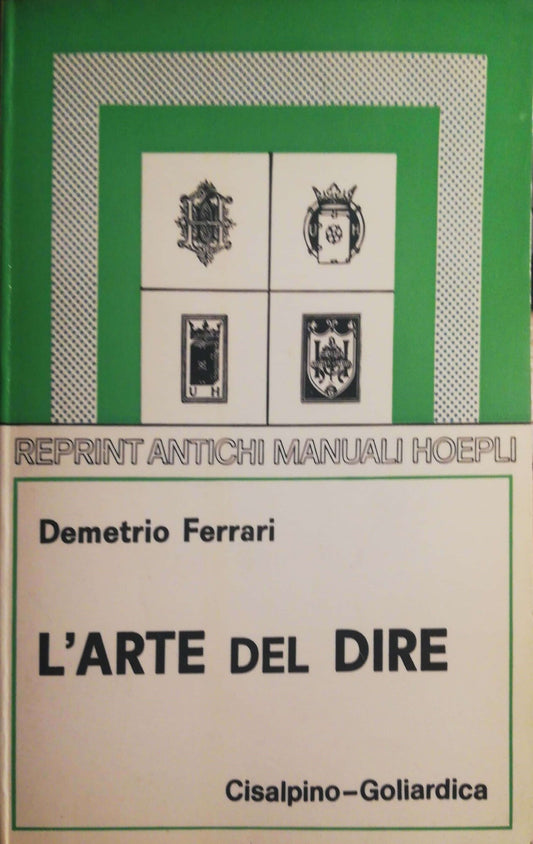 U H
REPRINT ANTICHI MANUALI HOEPLI
Demetrio Ferrari
L'ARTE DEL DIRE
Cisalpino-Goliardica